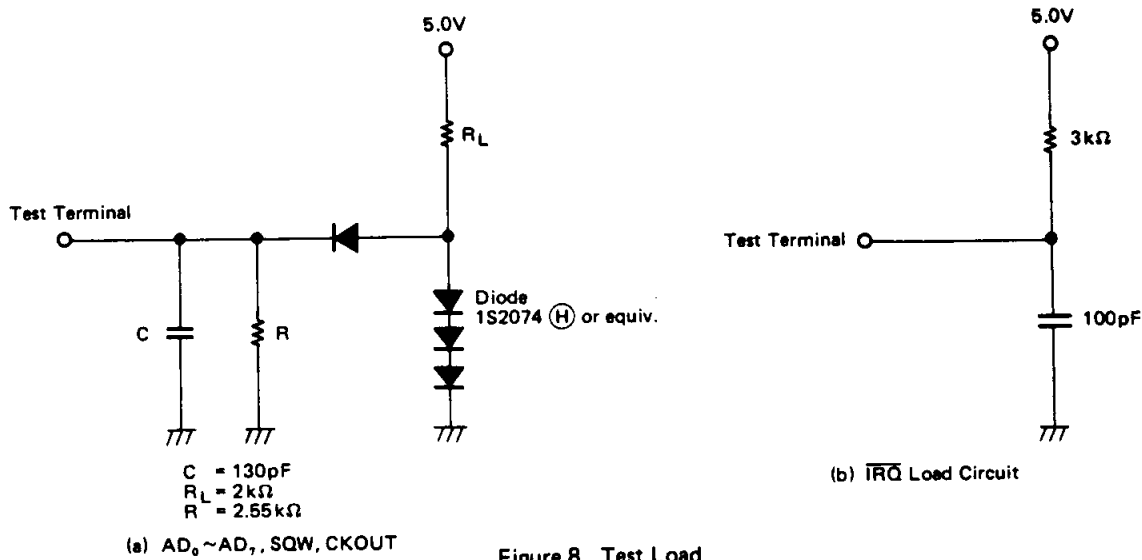 5.0V
R_L
Test Terminal
Diode
1S2074 Ⓗ or equiv.
C
R
C = 130pF
R_L = 2kΩ
R = 2.55kΩ
(a) AD₀~AD₇, SQW, CKOUT
5.0V
3kΩ
Test Terminal
100pF
(b) I̅R̅Q̅ Load Circuit
Figure 8 Test Load